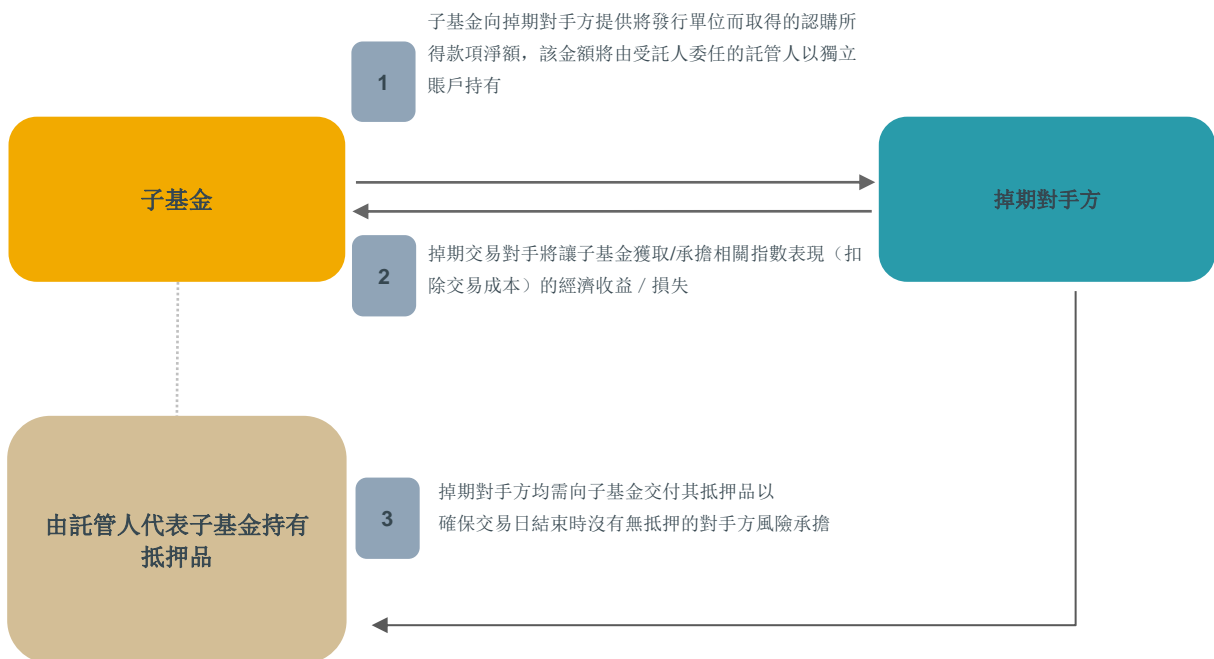 子基金向掉期對手方提供將發行單位而取得的認購所
得款項淨額，該金額將由受託人委任的託管人以獨立
賬戶持有
1
子基金
掉期對手方
2
掉期交易對手將讓子基金獲取/承擔相關指數表現（扣
除交易成本）的經濟收益 / 損失
由託管人代表子基金持有
抵押品
3
掉期對手方均需向子基金交付其抵押品以
確保交易日結束時沒有無抵押的對手方風險承擔